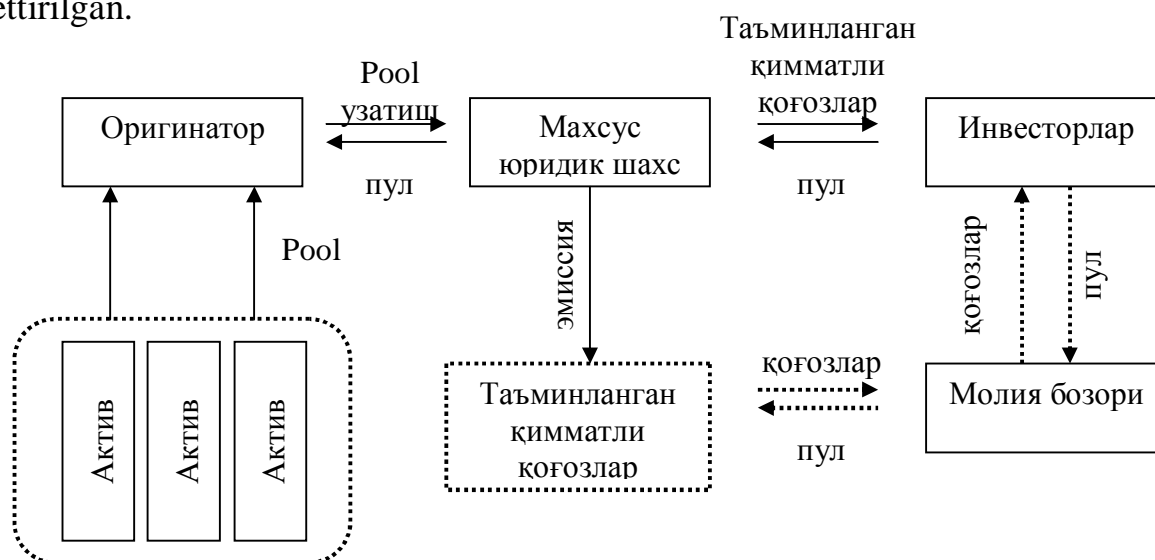 ettirilgan.
Таъминланган
қимматли
қоғозлар
Pool
узатиш
Оригинатор
Махсус
юридик шахс
Инвесторлар
пул
пул
Pool
эмиссия
қоғозлар
пул
Актив
Актив
Актив
Таъминланган
қимматли
қоғозлар
қоғозлар
пул
Молия бозори